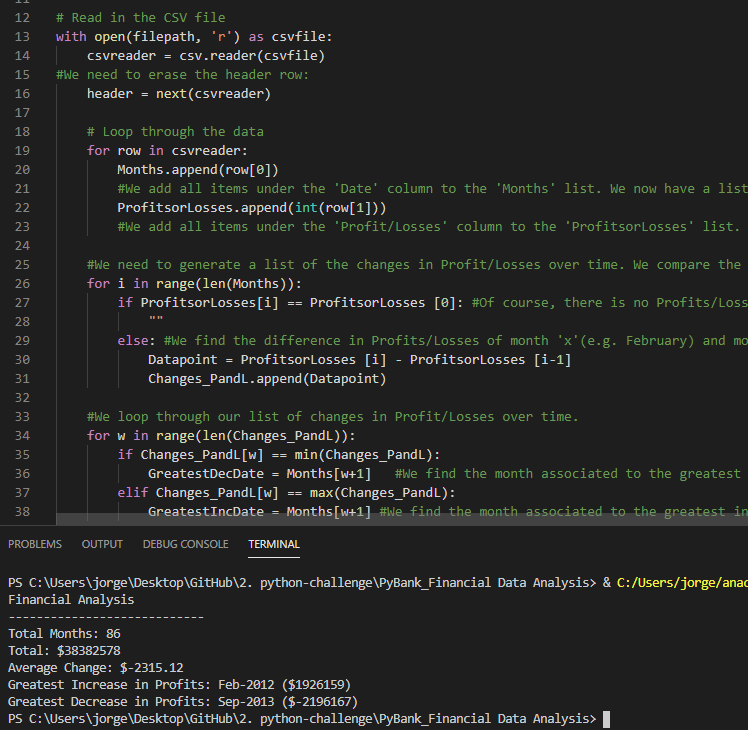 12 # Read in the CSV file
13 with open(filepath, 'r') as csvfile:
14 csvreader = csv.reader(csvfile)
15 #We need to erase the header row:
16 header = next(csvreader)
17
18 # Loop through the data
19 for row in csvreader:
20 Months.append(row[0])
21 #We add all items under the 'Date' column to the 'Months' list. We now have a list
22 ProfitsorLosses.append(int(row[1]))
23 #We add all items under the 'Profit/Losses' column to the 'ProfitsorLosses' list.
24
25 #We need to generate a list of the changes in Profit/Losses over time. We compare the
26 for i in range(len(Months)):
27 if ProfitsorLosses[i] == ProfitsorLosses [0]: #Of course, there is no Profits/Loss
28 ""
29 else: #We find the difference in Profits/Losses of month 'x'(e.g. February) and mo
30 Datapoint = ProfitsorLosses [i] - ProfitsorLosses [i-1]
31 Changes_PandL.append(Datapoint)
32
33 #We loop through our list of changes in Profit/Losses over time.
34 for w in range(len(Changes_PandL)):
35 if Changes_PandL[w] == min(Changes_PandL):
36 GreatestDecDate = Months[w+1] #We find the month associated to the greatest
37 elif Changes_PandL[w] == max(Changes_PandL):
38 GreatestIncDate = Months[w+1] #We find the month associated to the greatest in
PROBLEMS OUTPUT DEBUG CONSOLE TERMINAL
PS C:\Users\jorge\Desktop\GitHub\2. python-challenge\PyBank_Financial Data Analysis> & C:/Users/jorge/anac
Financial Analysis
----------------------------
Total Months: 86
Total: $38382578
Average Change: $-2315.12
Greatest Increase in Profits: Feb-2012 ($1926159)
Greatest Decrease in Profits: Sep-2013 ($-2196167)
PS C:\Users\jorge\Desktop\GitHub\2. python-challenge\PyBank_Financial Data Analysis>